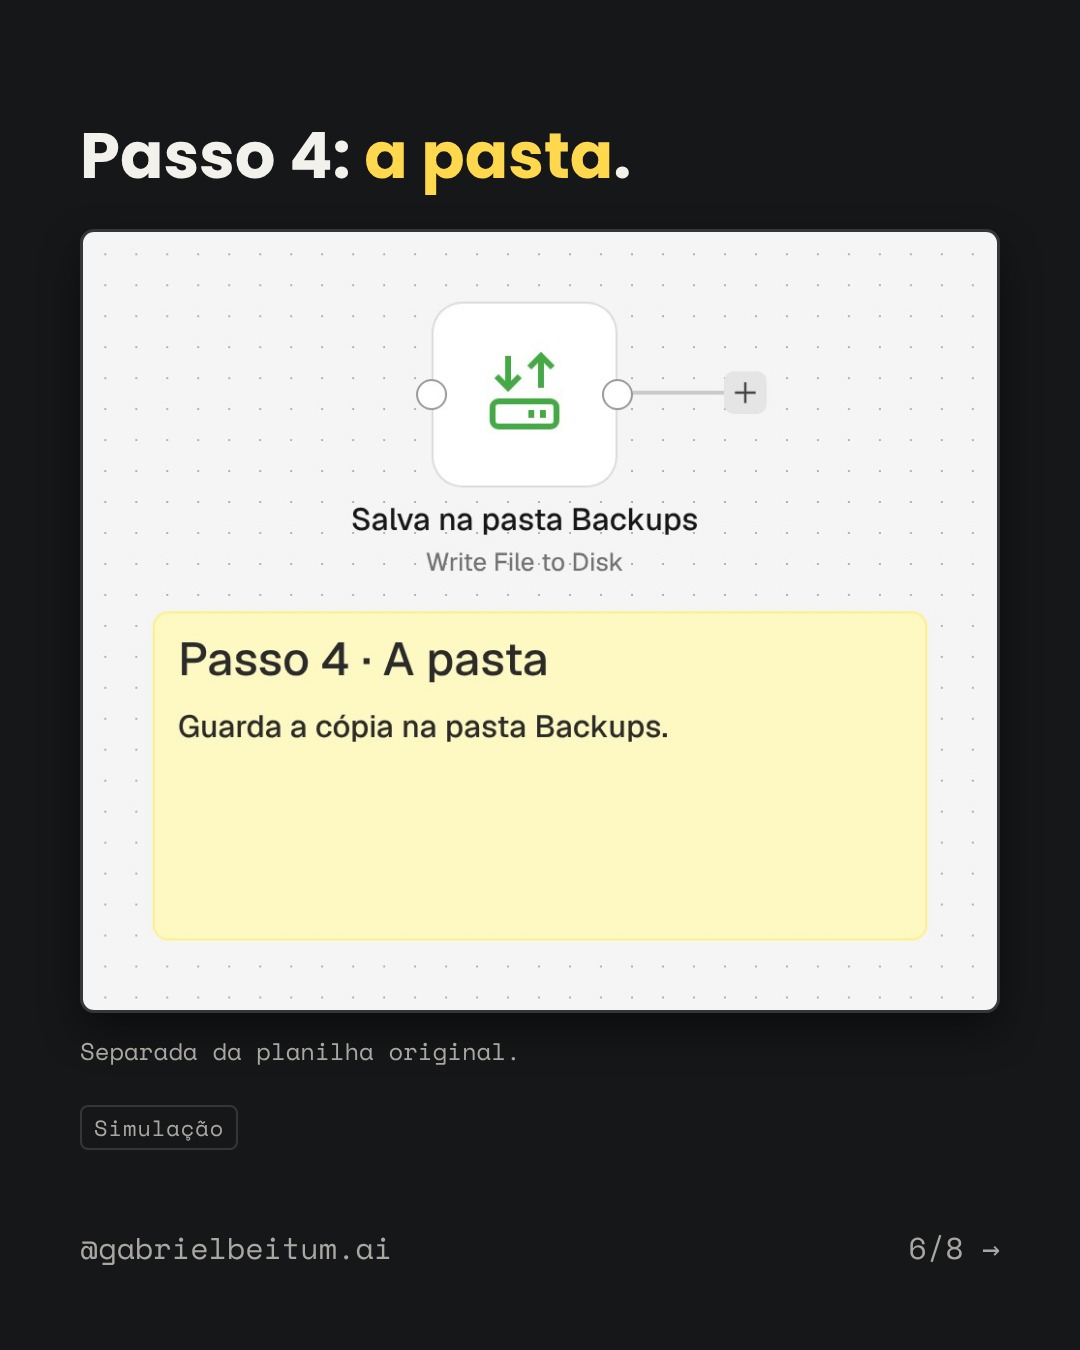 Passo 4: a pasta.
Salva na pasta Backups
Write File to Disk
Passo 4 · A pasta
Guarda a cópia na pasta Backups.
Separada da planilha original.
Simulação
@gabrielbeitum.ai
6/8 →